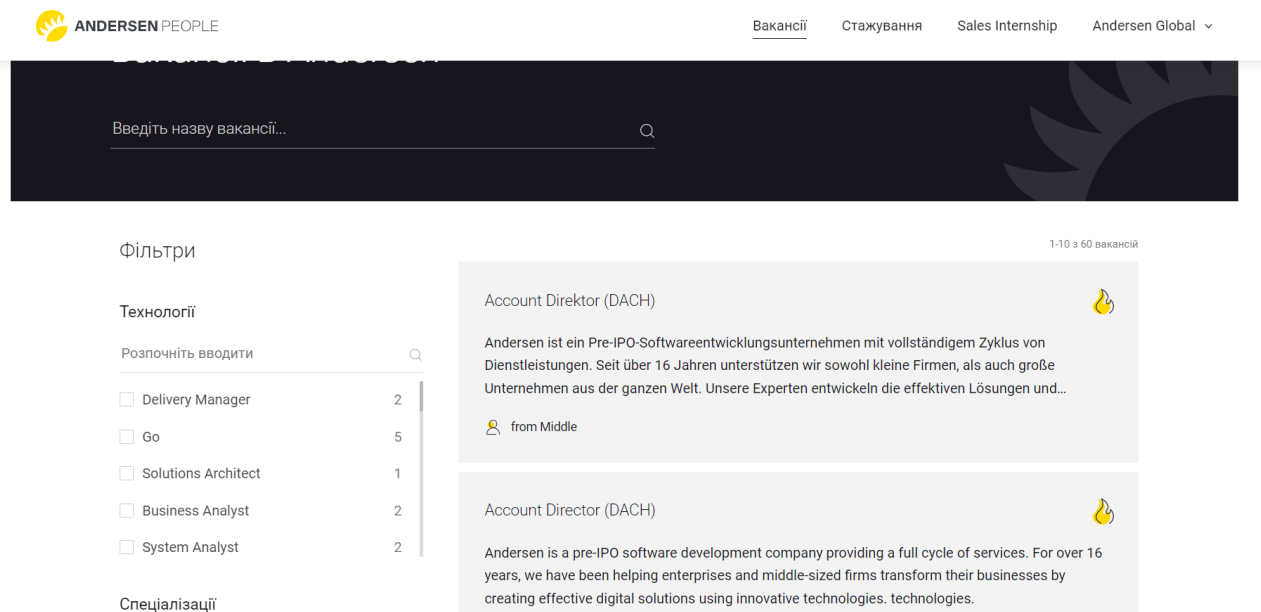 ANDERSEN PEOPLE
Вакансії Стажування Sales Internship Andersen Global
Введіть назву вакансії...
Фільтри
1-10 з 60 вакансій
Технології
Розпочніть вводити
Delivery Manager 2
Go 5
Solutions Architect 1
Business Analyst 2
System Analyst 2
Спеціалізації
Account Direktor (DACH)
Andersen ist ein Pre-IPO-Softwareentwicklungsunternehmen mit vollständigem Zyklus von
Dienstleistungen. Seit über 16 Jahren unterstützen wir sowohl kleine Firmen, als auch große
Unternehmen aus der ganzen Welt. Unsere Experten entwickeln die effektiven Lösungen und...
from Middle
Account Director (DACH)
Andersen is a pre-IPO software development company providing a full cycle of services. For over 16
years, we have been helping enterprises and middle-sized firms transform their businesses by
creating effective digital solutions using innovative technologies. technologies.